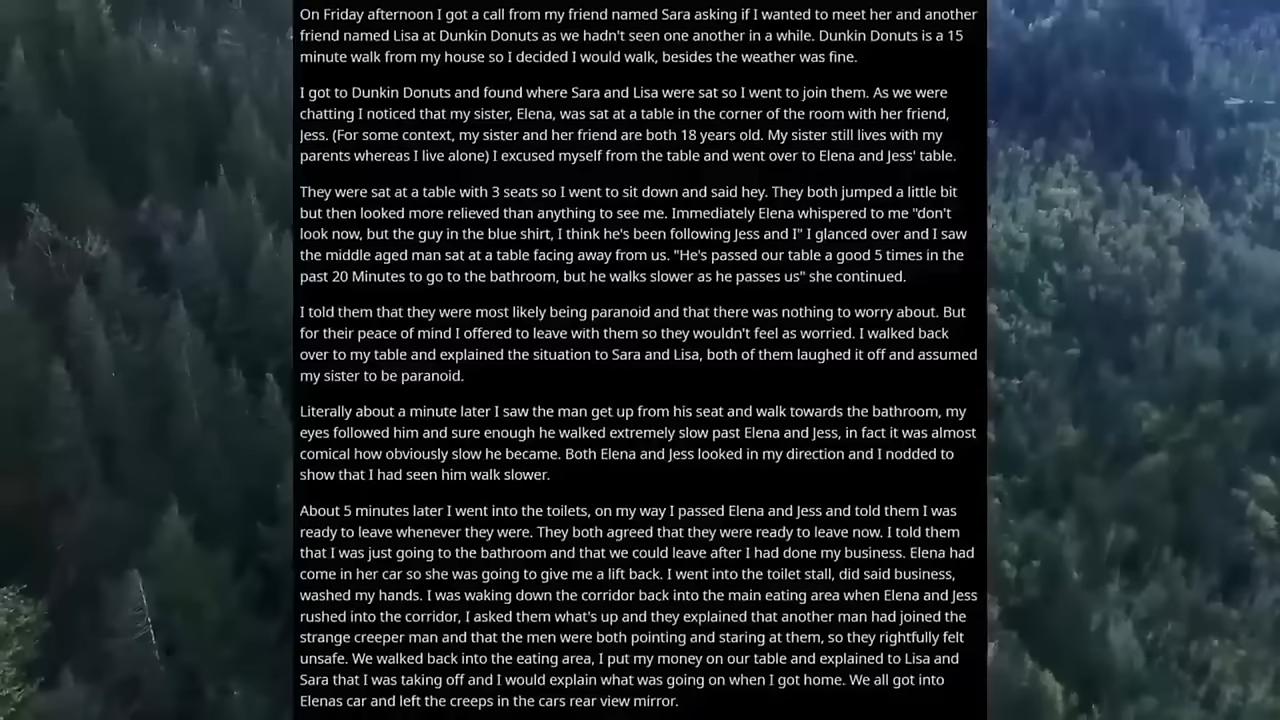 On Friday afternoon I got a call from my friend named Sara asking if I wanted to meet her and another
friend named Lisa at Dunkin Donuts as we hadn't seen one another in a while. Dunkin Donuts is a 15
minute walk from my house so I decided I would walk, besides the weather was fine.
I got to Dunkin Donuts and found where Sara and Lisa were sat so I went to join them. As we were
chatting I noticed that my sister, Elena, was sat at a table in the corner of the room with her friend,
Jess. (For some context, my sister and her friend are both 18 years old. My sister still lives with my
parents whereas I live alone) I excused myself from the table and went over to Elena and Jess' table.
They were sat at a table with 3 seats so I went to sit down and said hey. They both jumped a little bit
but then looked more relieved than anything to see me. Immediately Elena whispered to me "don't
look now, but the guy in the blue shirt, I think he's been following Jess and I" I glanced over and I saw
the middle aged man sat at a table facing away from us. "He's passed our table a good 5 times in the
past 20 Minutes to go to the bathroom, but he walks slower as he passes us" she continued.
I told them that they were most likely being paranoid and that there was nothing to worry about. But
for their peace of mind I offered to leave with them so they wouldn't feel as worried. I walked back
over to my table and explained the situation to Sara and Lisa, both of them laughed it off and assumed
my sister to be paranoid.
Literally about a minute later I saw the man get up from his seat and walk towards the bathroom, my
eyes followed him and sure enough he walked extremely slow past Elena and Jess, in fact it was almost
comical how obviously slow he became. Both Elena and Jess looked in my direction and I nodded to
show that I had seen him walk slower.
About 5 minutes later I went into the toilets, on my way I passed Elena and Jess and told them I was
ready to leave whenever they were. They both agreed that they were ready to leave now. I told them
that I was just going to the bathroom and that we could leave after I had done my business. Elena had
come in her car so she was going to give me a lift back. I went into the toilet stall, did said business,
washed my hands. I was waking down the corridor back into the main eating area when Elena and Jess
rushed into the corridor, I asked them what's up and they explained that another man had joined the
strange creeper man and that the men were both pointing and staring at them, so they rightfully felt
unsafe. We walked back into the eating area, I put my money on our table and explained to Lisa and
Sara that I was taking off and I would explain what was going on when I got home. We all got into
Elenas car and left the creeps in the cars rear view mirror.